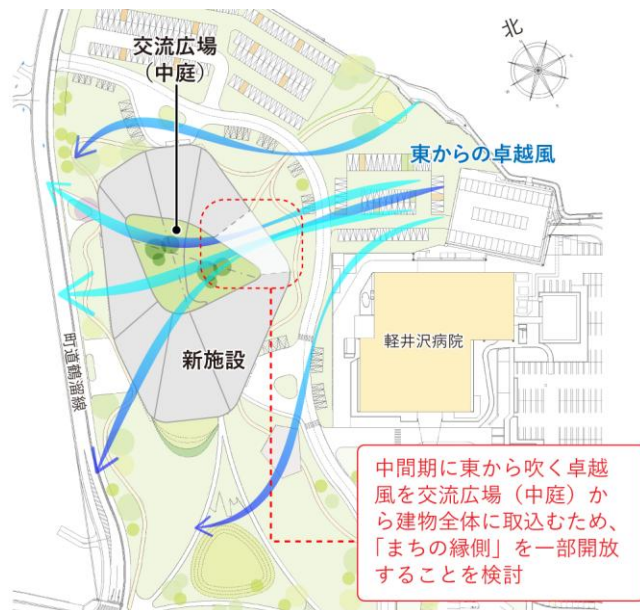 交流広場
（中庭）
北
東からの卓越風
軽井沢病院
新施設
町道鶴溜線
中間期に東から吹く卓越
風を交流広場（中庭）か
ら建物全体に取込むため、
「まちの縁側」を一部開放
することを検討